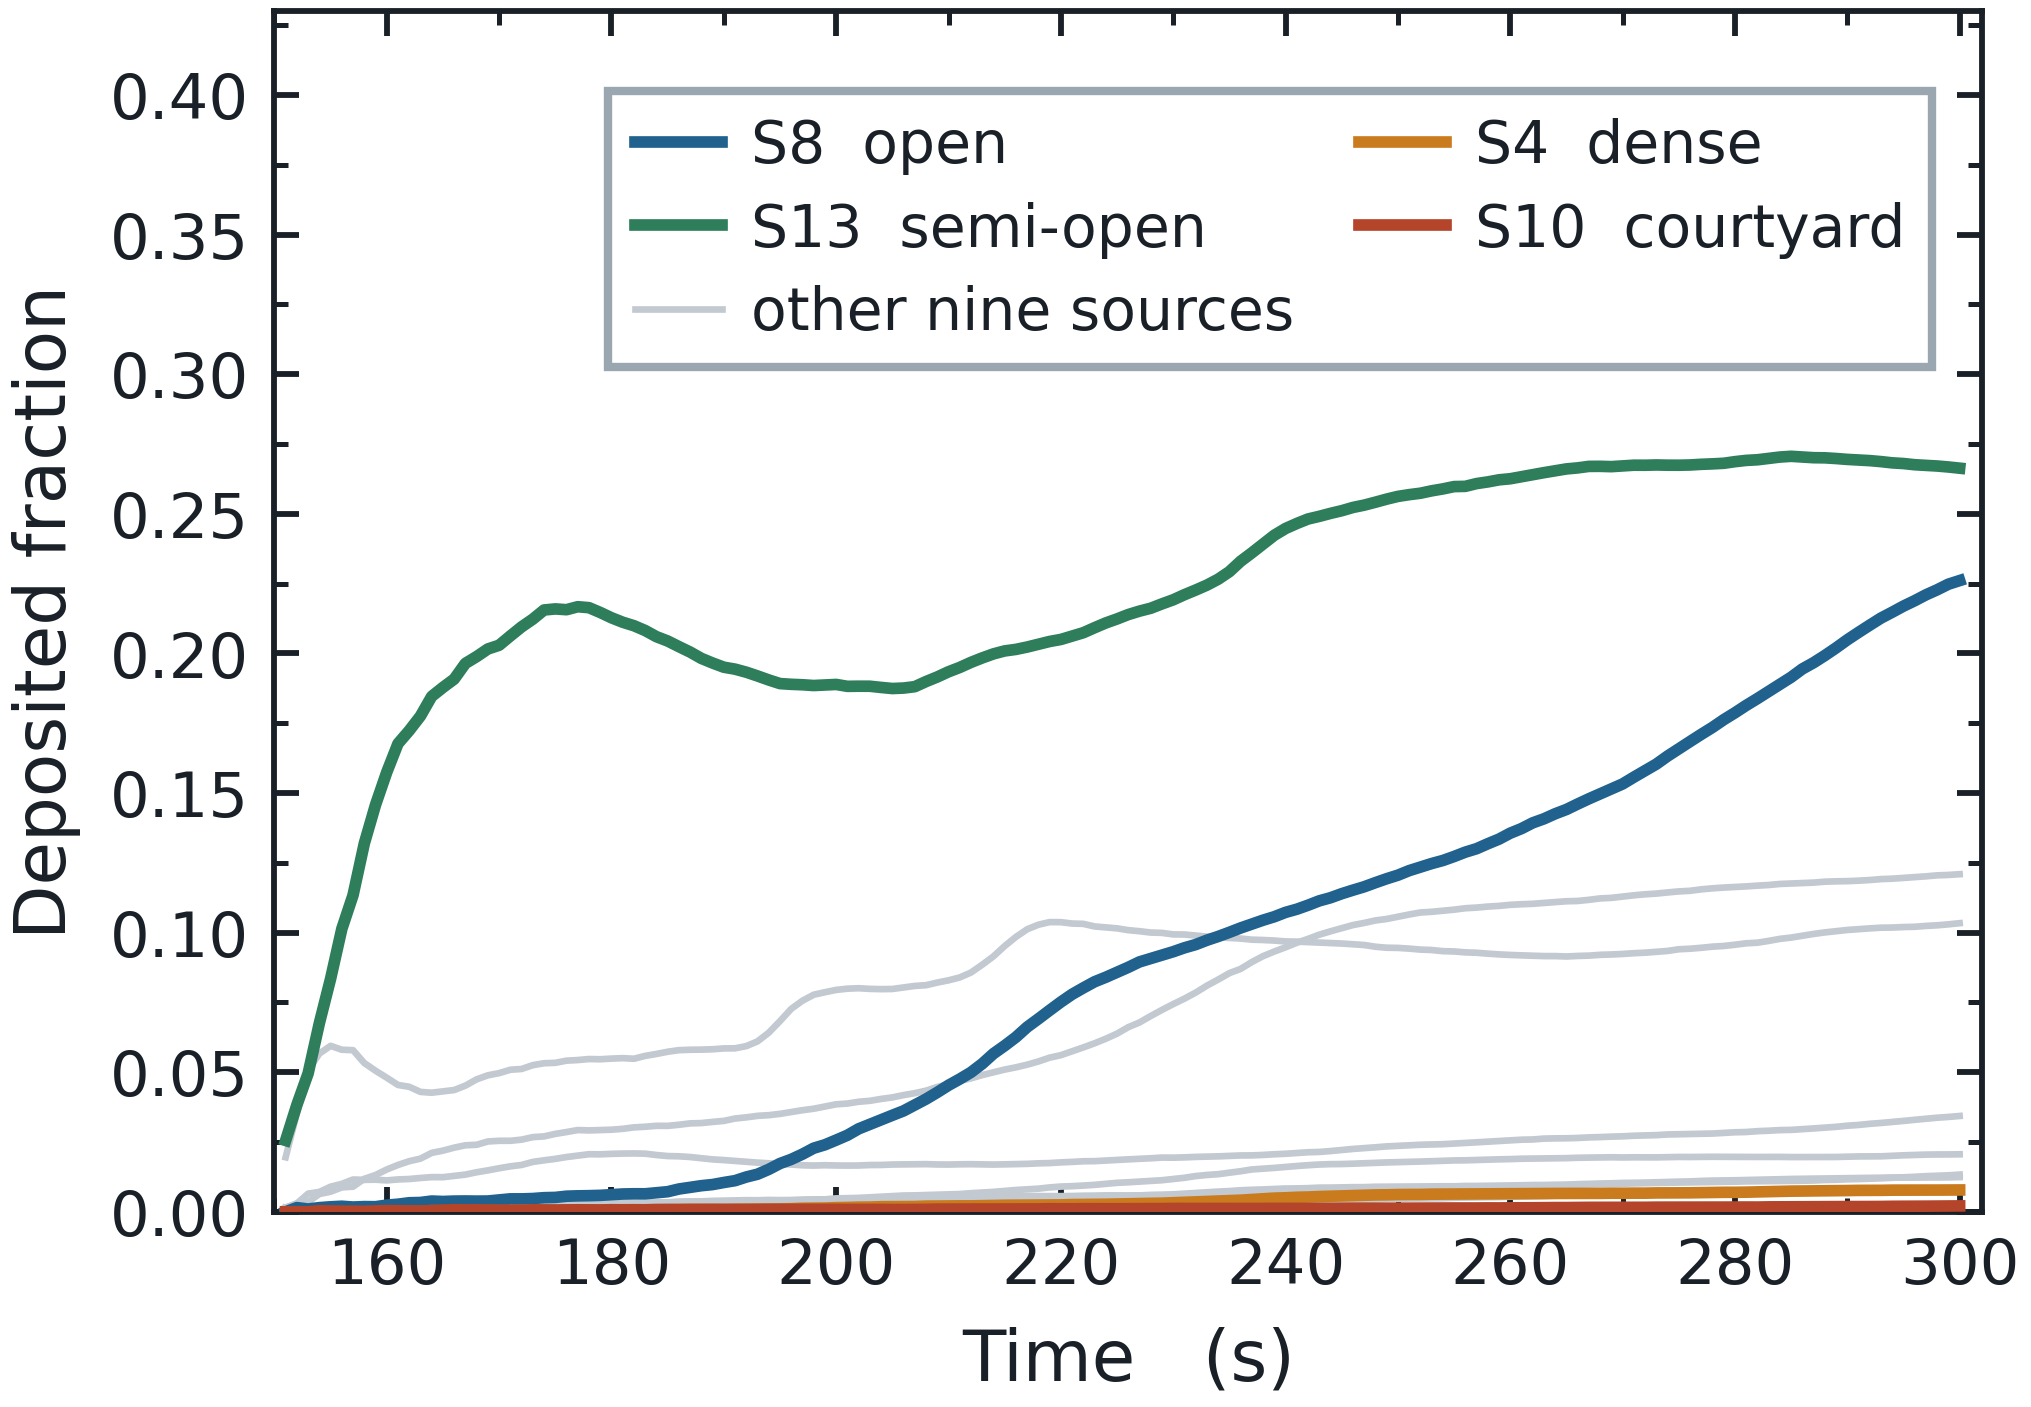 0.40
0.35
0.30
0.25
0.20
0.15
0.10
0.05
0.00
Deposited fraction
S8 open
S13 semi-open
other nine sources
S4 dense
S10 courtyard
160 180 200 220 240 260 280 300
Time (s)